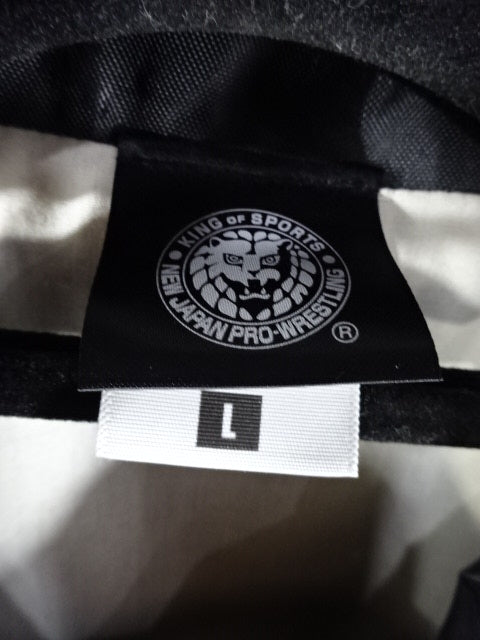 KING OF SPORTS
NEW JAPAN PRO-WRESTLING
®
L